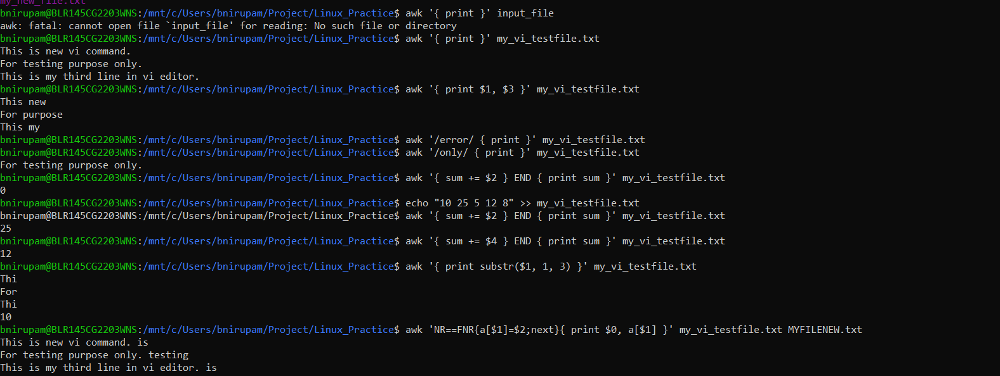 my_new_file.txt
bnirupam@BLR145CG2203WNS:/mnt/c/Users/bnirupam/Project/Linux_Practice$ awk '{ print }' input_file
awk: fatal: cannot open file `input_file' for reading: No such file or directory
bnirupam@BLR145CG2203WNS:/mnt/c/Users/bnirupam/Project/Linux_Practice$ awk '{ print }' my_vi_testfile.txt
This is new vi command.
For testing purpose only.
This is my third line in vi editor.
bnirupam@BLR145CG2203WNS:/mnt/c/Users/bnirupam/Project/Linux_Practice$ awk '{ print $1, $3 }' my_vi_testfile.txt
This new
For purpose
This my
bnirupam@BLR145CG2203WNS:/mnt/c/Users/bnirupam/Project/Linux_Practice$ awk '/error/ { print }' my_vi_testfile.txt
bnirupam@BLR145CG2203WNS:/mnt/c/Users/bnirupam/Project/Linux_Practice$ awk '/only/ { print }' my_vi_testfile.txt
For testing purpose only.
bnirupam@BLR145CG2203WNS:/mnt/c/Users/bnirupam/Project/Linux_Practice$ awk '{ sum += $2 } END { print sum }' my_vi_testfile.txt
0
bnirupam@BLR145CG2203WNS:/mnt/c/Users/bnirupam/Project/Linux_Practice$ echo "10 25 5 12 8" >> my_vi_testfile.txt
bnirupam@BLR145CG2203WNS:/mnt/c/Users/bnirupam/Project/Linux_Practice$ awk '{ sum += $2 } END { print sum }' my_vi_testfile.txt
25
bnirupam@BLR145CG2203WNS:/mnt/c/Users/bnirupam/Project/Linux_Practice$ awk '{ sum += $4 } END { print sum }' my_vi_testfile.txt
12
bnirupam@BLR145CG2203WNS:/mnt/c/Users/bnirupam/Project/Linux_Practice$ awk '{ print substr($1, 1, 3) }' my_vi_testfile.txt
Thi
For
Thi
10
bnirupam@BLR145CG2203WNS:/mnt/c/Users/bnirupam/Project/Linux_Practice$ awk 'NR==FNR{a[$1]=$2;next}{ print $0, a[$1] }' my_vi_testfile.txt MYFILENEW.txt
This is new vi command. is
For testing purpose only. testing
This is my third line in vi editor. is